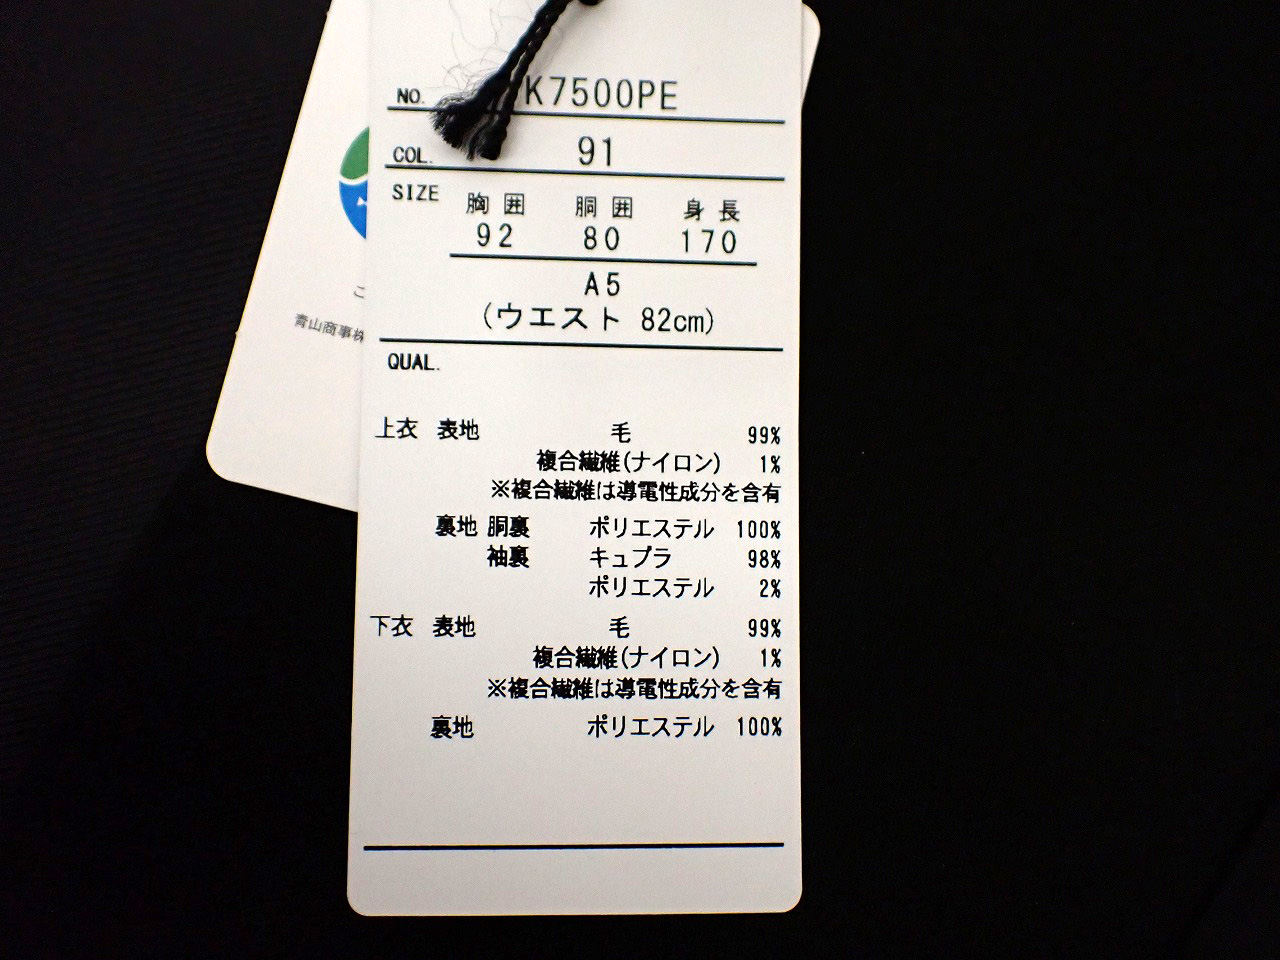 NO. K7500PE
COL. 91
SIZE 胸囲 胴囲 身長
92 80 170
A5
(ウエスト 82cm)
QUAL.
上衣 表地 毛 99%
複合繊維(ナイロン) 1%
※複合繊維は導電性成分を含有
裏地 胴裏 ポリエステル 100%
袖裏 キュプラ 98%
ポリエステル 2%
下衣 表地 毛 99%
複合繊維(ナイロン) 1%
※複合繊維は導電性成分を含有
裏地 ポリエステル 100%
こ
青山商事株